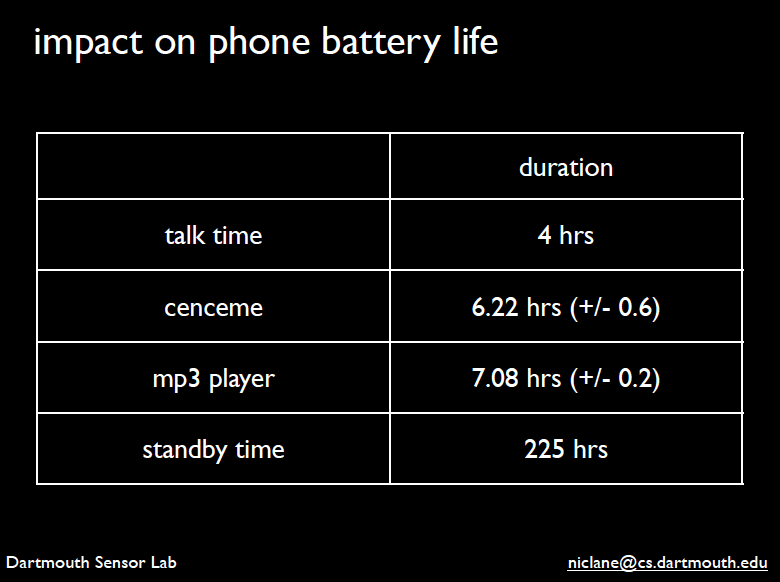 impact on phone battery life
duration
talk time 4 hrs
cenceme 6.22 hrs (+/- 0.6)
mp3 player 7.08 hrs (+/- 0.2)
standby time 225 hrs
Dartmouth Sensor Lab niclane@cs.dartmouth.edu